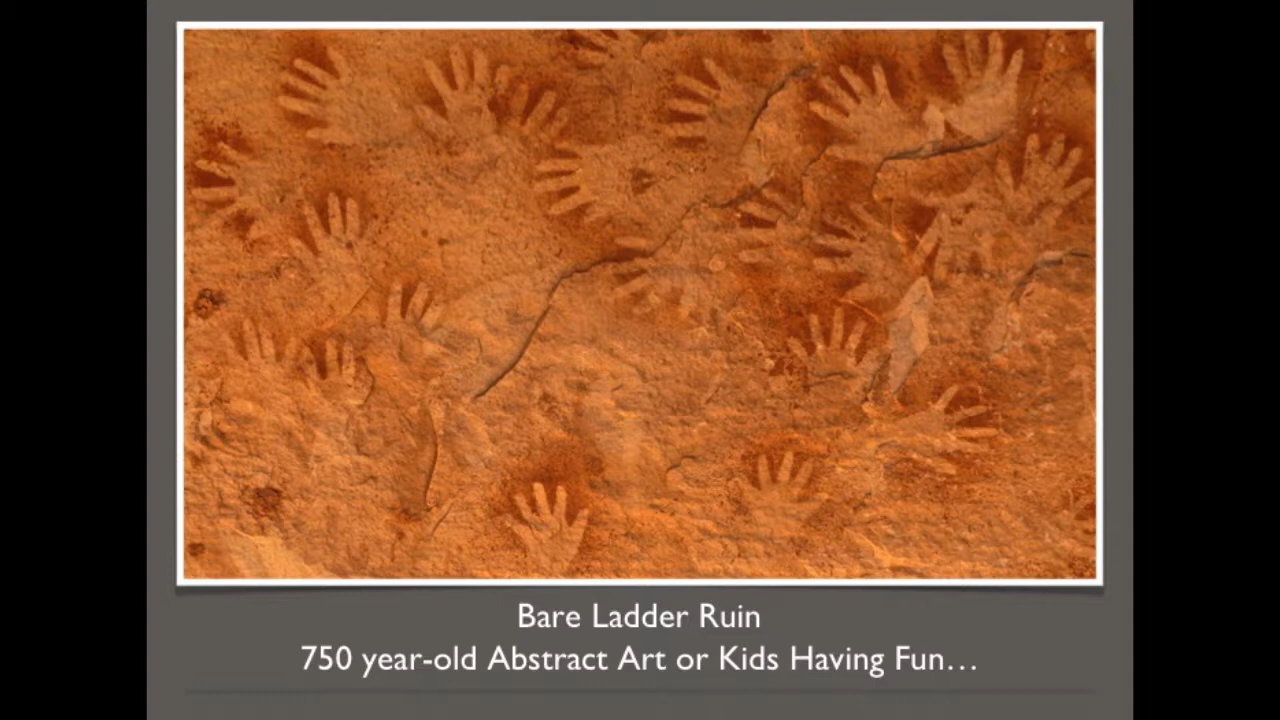 Bare Ladder Ruin
750 year-old Abstract Art or Kids Having Fun…